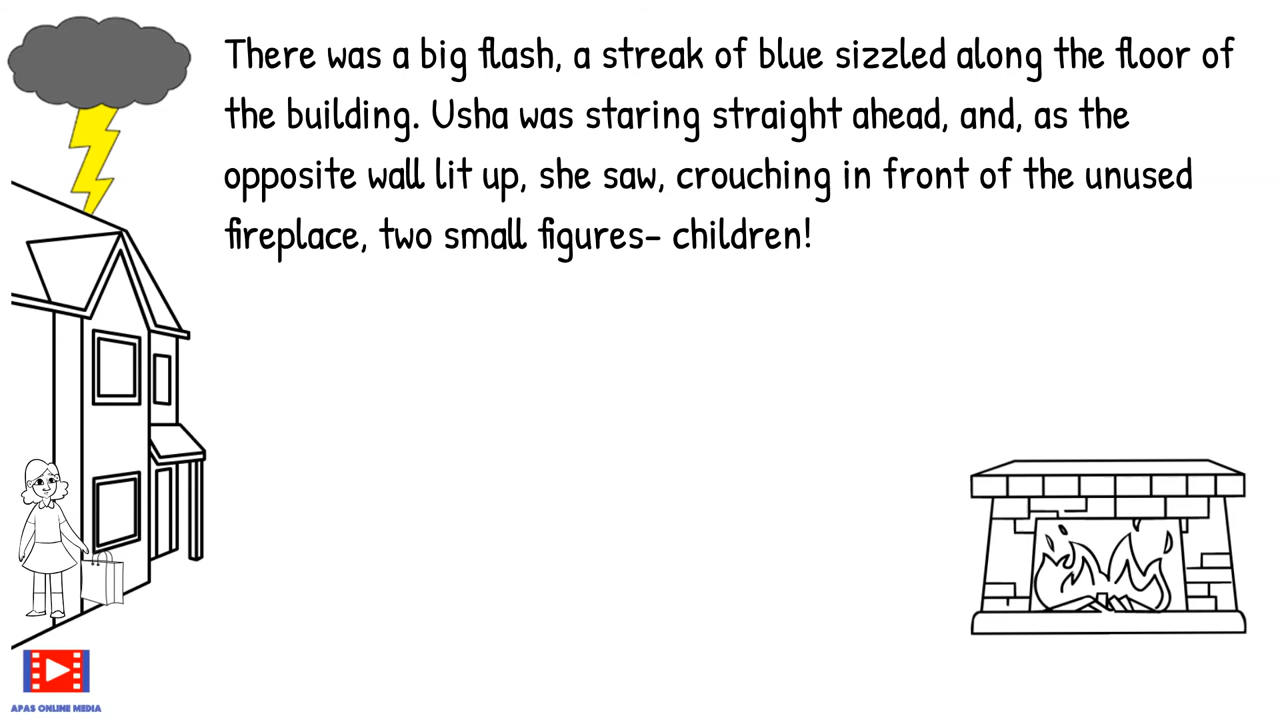 There was a big flash, a streak of blue sizzled along the floor of
the building. Usha was staring straight ahead, and, as the
opposite wall lit up, she saw, crouching in front of the unused
fireplace, two small figures- children!
APAS ONLINE MEDIA